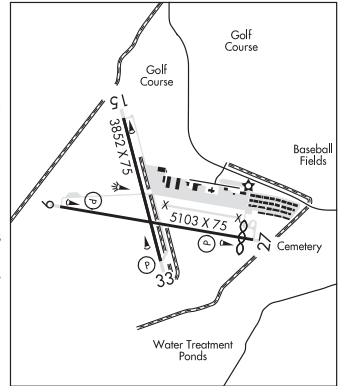 Golf
Course
Golf
Course
15
3852 X 75
Baseball
Fields
P
9
X
5103 X 75
X
P
27
Cemetery
P
33
Water Treatment
Ponds